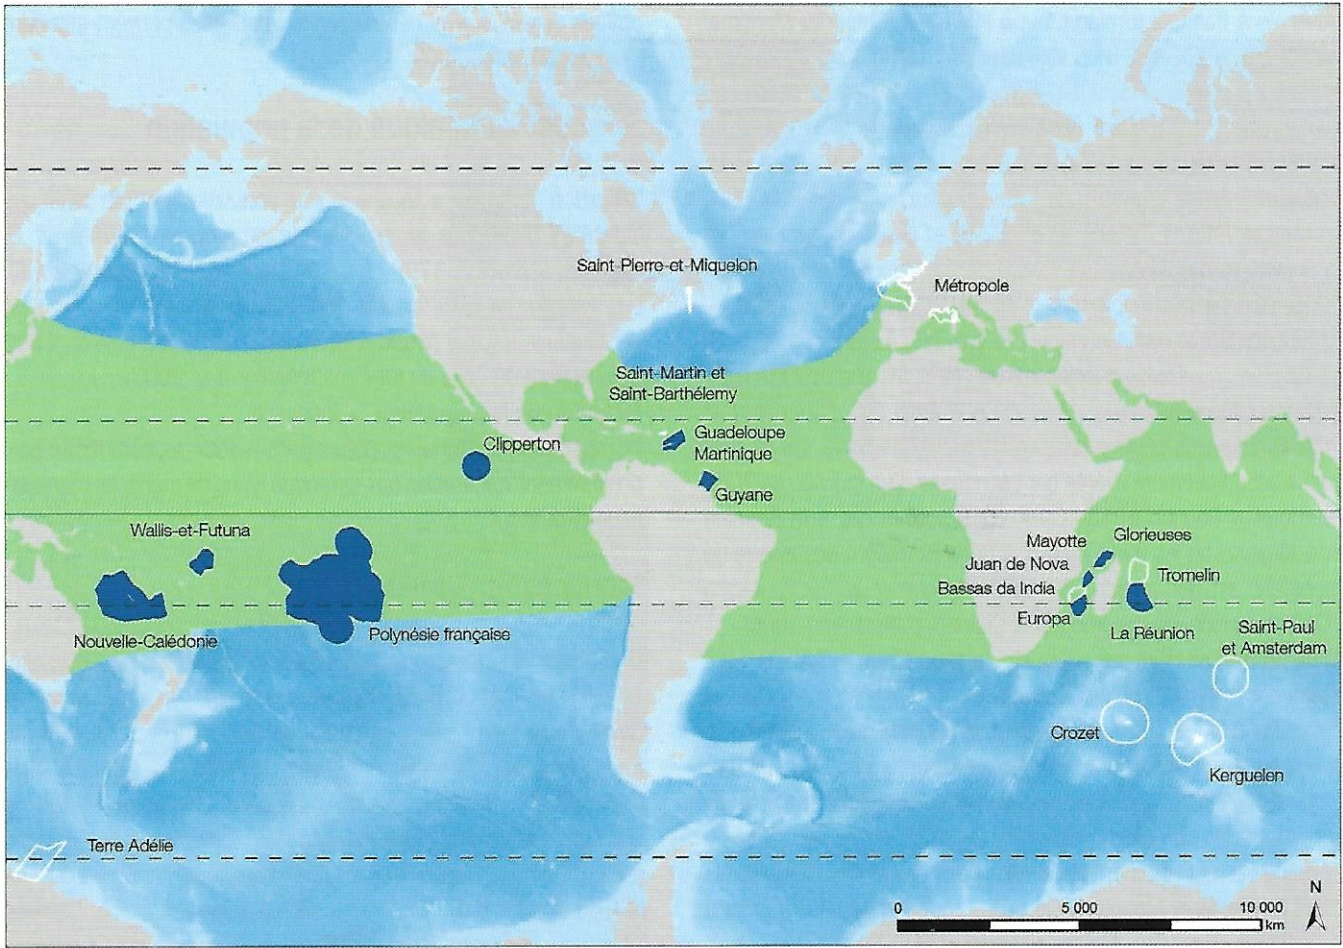 Saint-Pierre-et-Miquelon
Métropole
Saint-Martin et
Saint-Barthélemy
Clipperton
Guadeloupe
Martinique
Guyane
Wallis-et-Futuna
Mayotte
Glorieuses
Juan de Nova
Tromelin
Bassas da India
Europa
La Réunion
Nouvelle-Calédonie
Polynésie française
Saint-Paul
et Amsterdam
Crozet
Kerguelen
Terre Adélie
N
0 5 000 10 000
km